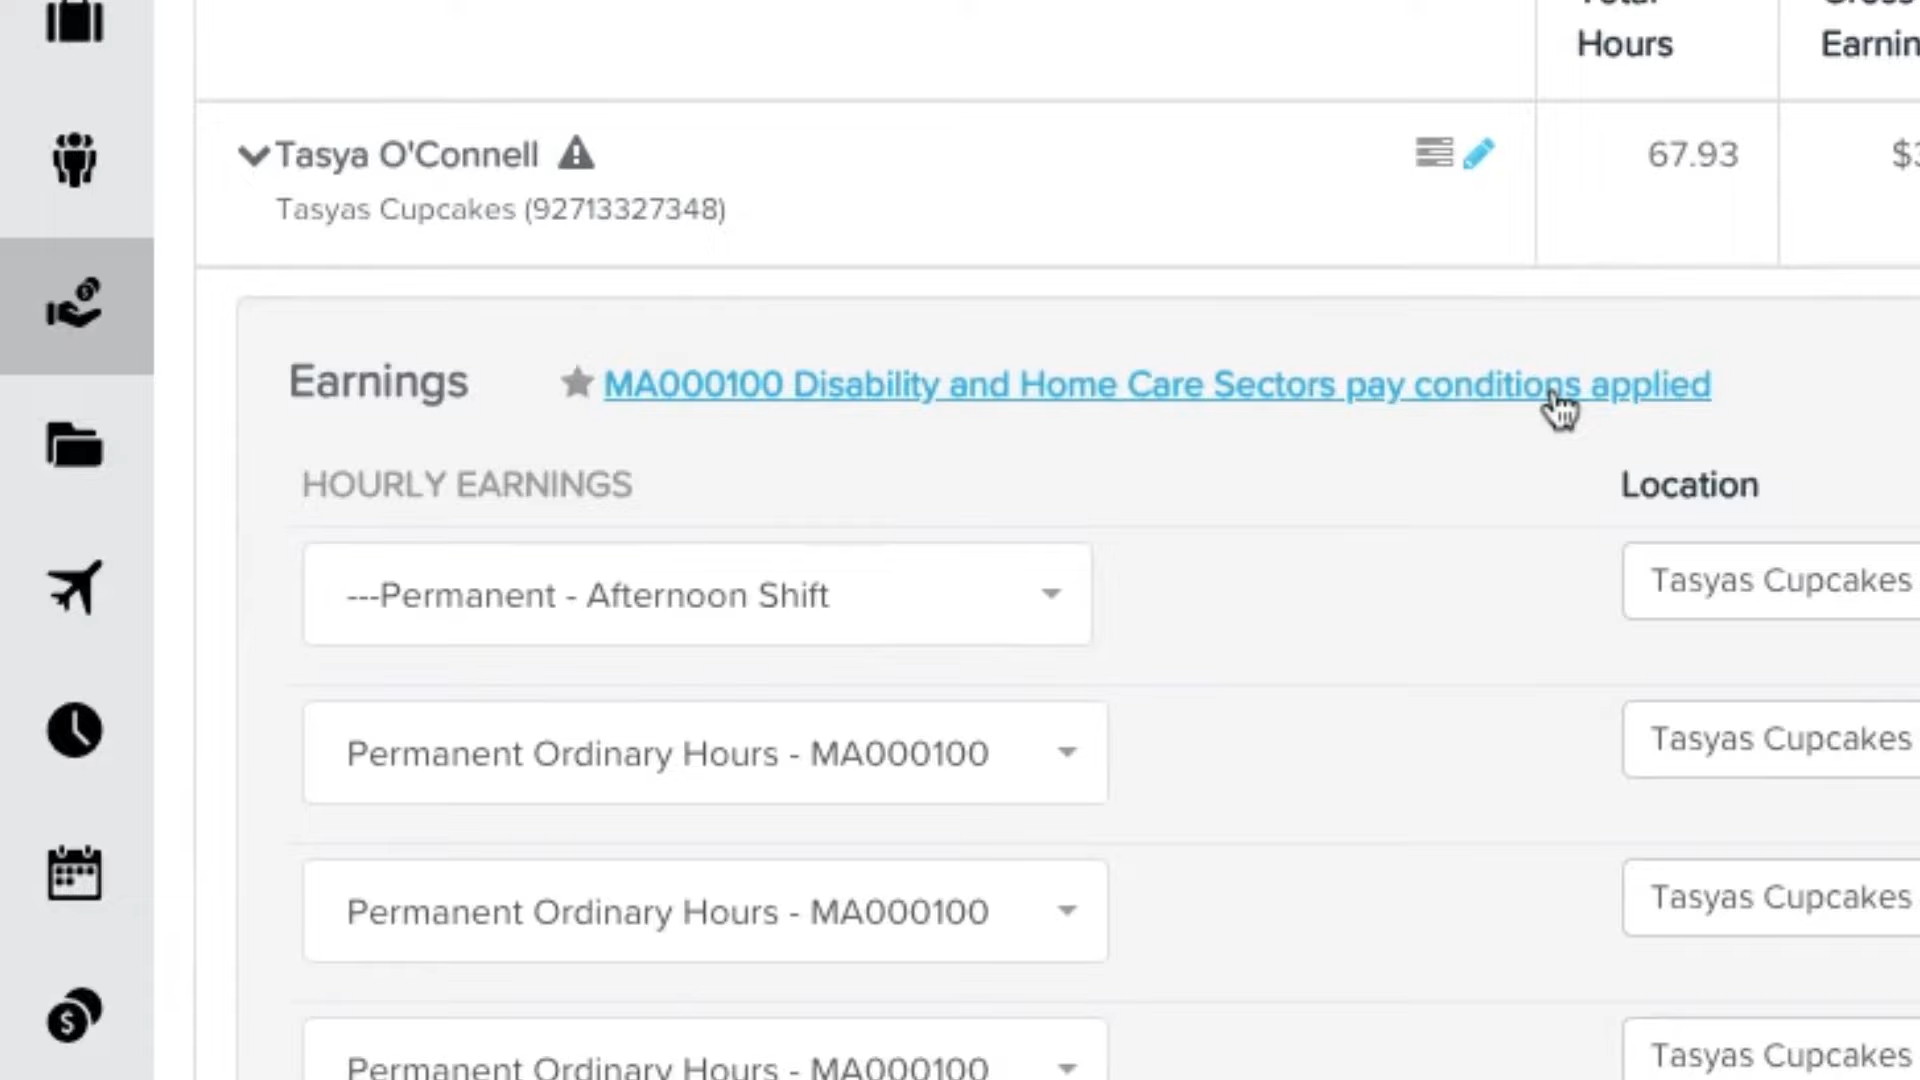 Hours
Tasya O'Connell
67.93
Tasyas Cupcakes (92713327348)
Earnings
MA000100 Disability and Home Care Sectors pay conditions applied
HOURLY EARNINGS
Location
---Permanent - Afternoon Shift
Tasyas Cupcakes
Permanent Ordinary Hours - MA000100
Tasyas Cupcakes
Permanent Ordinary Hours - MA000100
Tasyas Cupcakes
Permanent Ordinary Hours - MA000100
Tasyas Cupcakes